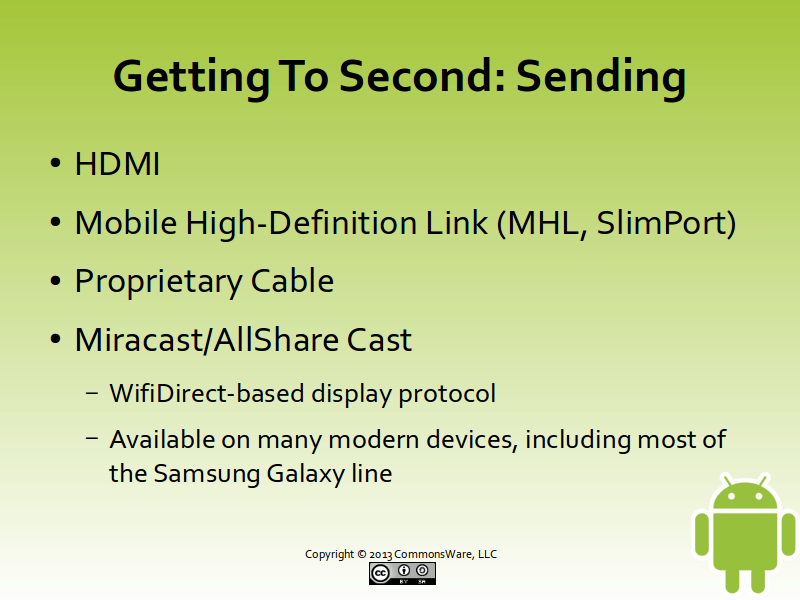 Getting To Second: Sending
• HDMI
• Mobile High-Definition Link (MHL, SlimPort)
• Proprietary Cable
• Miracast/AllShare Cast
– WifiDirect-based display protocol
– Available on many modern devices, including most of
the Samsung Galaxy line
Copyright © 2013 CommonsWare, LLC
cc
BY SA